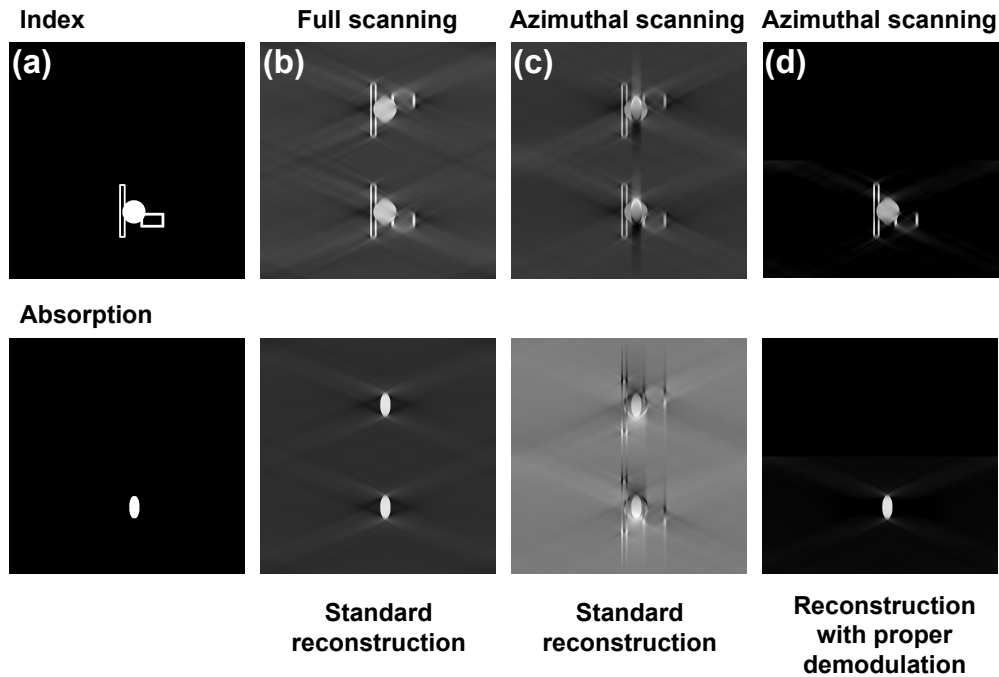 Index
Full scanning
Azimuthal scanning
Azimuthal scanning
(a)
(b)
(c)
(d)
Absorption
Standard
reconstruction
Standard
reconstruction
Reconstruction
with proper
demodulation